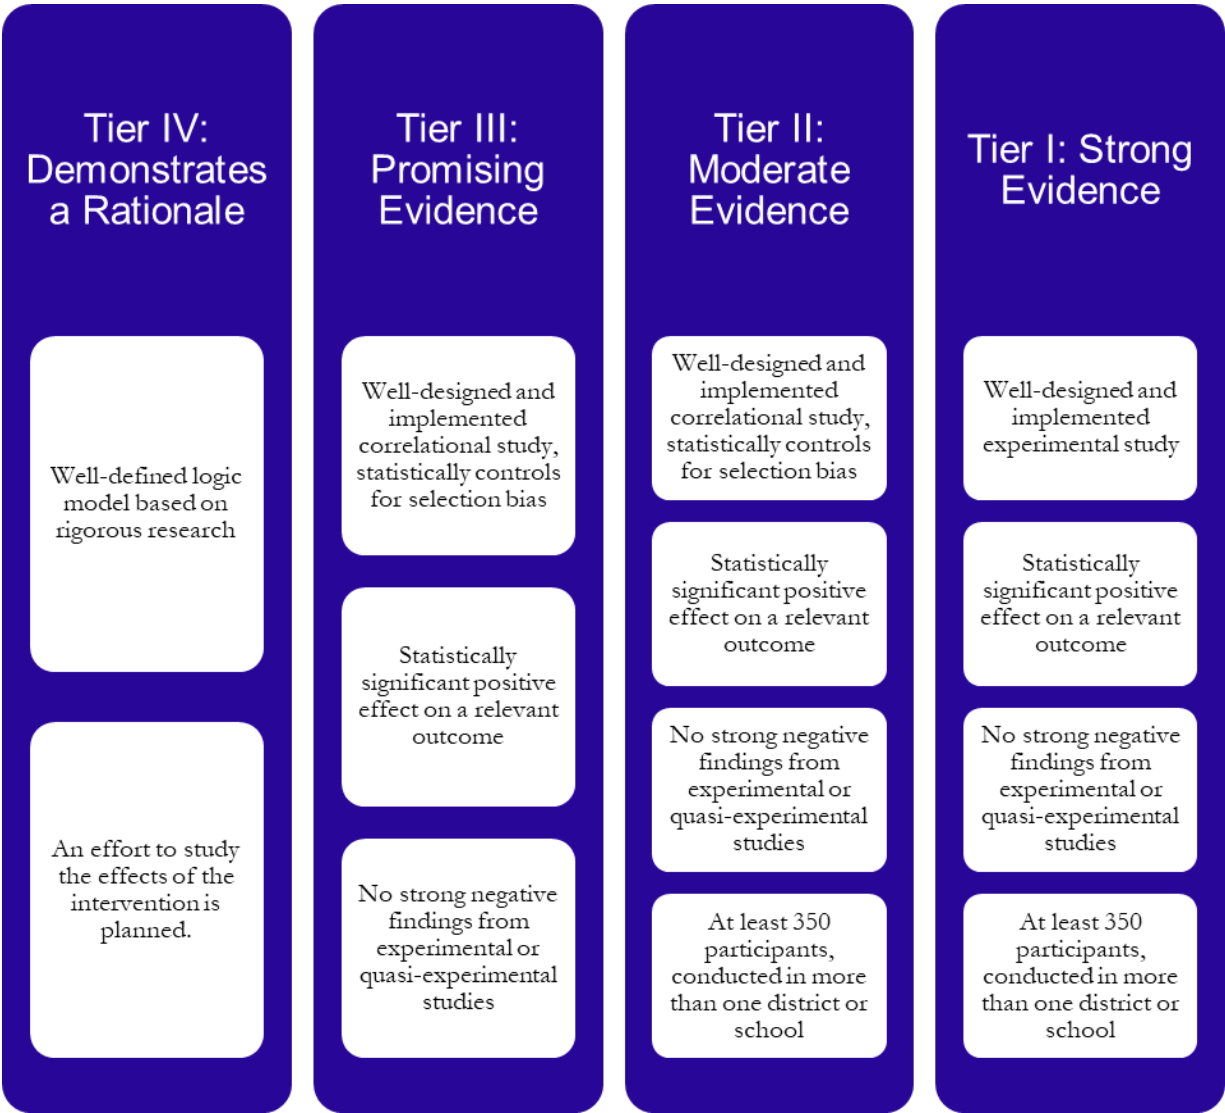 Tier IV:
Demonstrates
a Rationale
Well-defined logic
model based on
rigorous research
An effort to study
the effects of the
intervention is
planned.
Tier III:
Promising
Evidence
Well-designed and
implemented
correlational study,
statistically controls
for selection bias
Statistically
significant positive
effect on a relevant
outcome
No strong negative
findings from
experimental or
quasi-experimental
studies
Tier II:
Moderate
Evidence
Well-designed and
implemented
correlational study,
statistically controls
for selection bias
Statistically
significant positive
effect on a relevant
outcome
No strong negative
findings from
experimental or
quasi-experimental
studies
At least 350
participants,
conducted in more
than one district or
school
Tier I: Strong
Evidence
Well-designed and
implemented
experimental study
Statistically
significant positive
effect on a relevant
outcome
No strong negative
findings from
experimental or
quasi-experimental
studies
At least 350
participants,
conducted in more
than one district or
school